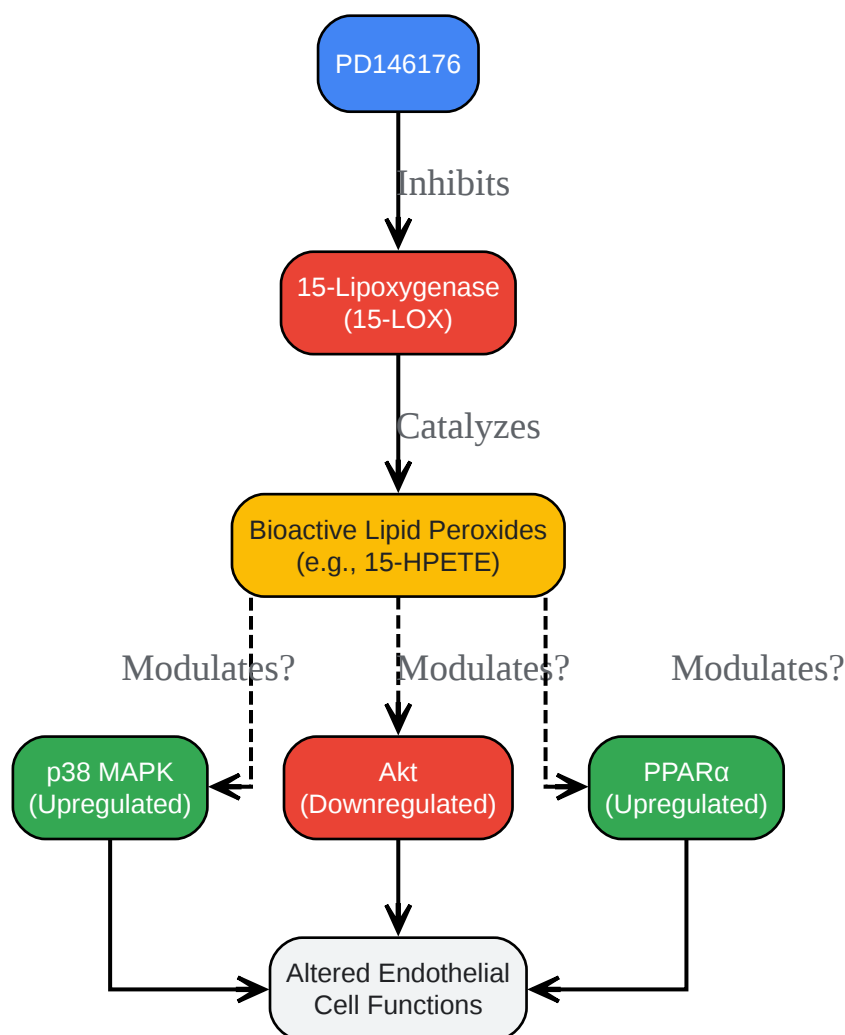 PD146176
Inhibits
15-Lipoxygenase
(15-LOX)
Catalyzes
Bioactive Lipid Peroxides
(e.g., 15-HPETE)
Modulates?
Modulates?
Modulates?
p38 MAPK
(Upregulated)
Akt
(Downregulated)
PPARα
(Upregulated)
Altered Endothelial
Cell Functions